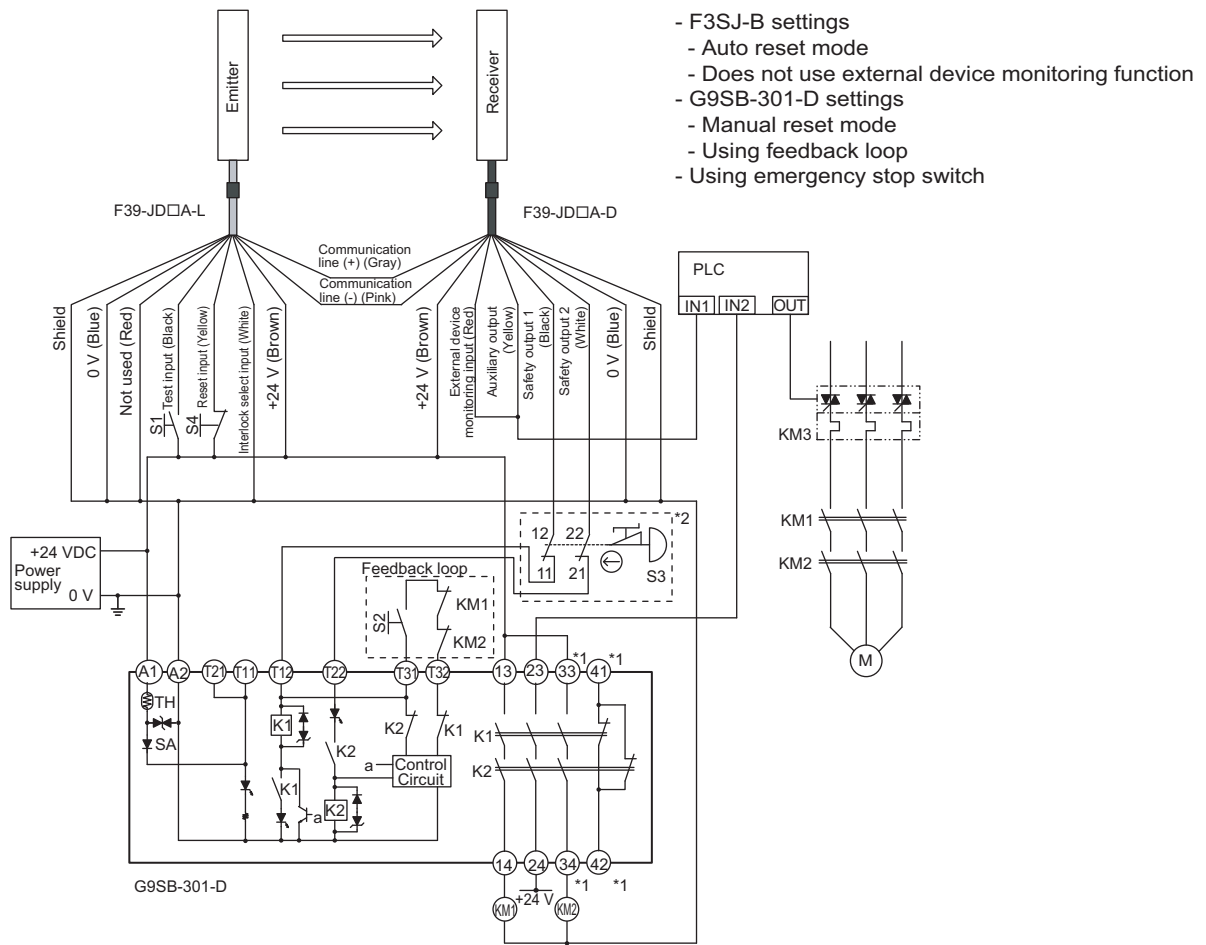 - F3SJ-B settings
- Auto reset mode
- Does not use external device monitoring function
- G9SB-301-D settings
- Manual reset mode
- Using feedback loop
- Using emergency stop switch
Emitter
Receiver
F39-JD□A-L
F39-JD□A-D
Communication
line (+) (Gray)
Communication
line (-) (Pink)
Shield
0 V (Blue)
Not used (Red)
Test input (Black)
Reset input (Yellow)
Interlock select input (White)
+24 V (Brown)
+24 V (Brown)
External device
monitoring input (Red)
Auxiliary output
(Yellow)
Safety output 1
(Black)
Safety output 2
(White)
0 V (Blue)
Shield
S1
S4
PLC
IN1
IN2
OUT
KM3
KM1
KM2
M
+24 VDC
Power
supply
0 V
*2
12
22
11
21
S3
Feedback loop
S2
KM1
KM2
A1
A2
T21
T11
T12
T22
T31
T32
13
23
33
*1
41
*1
TH
SA
K1
K1
a
K2
K2
K2
K1
a
Control
Circuit
K1
K2
14
24
34
*1
42
*1
G9SB-301-D
+24 V
KM1
KM2